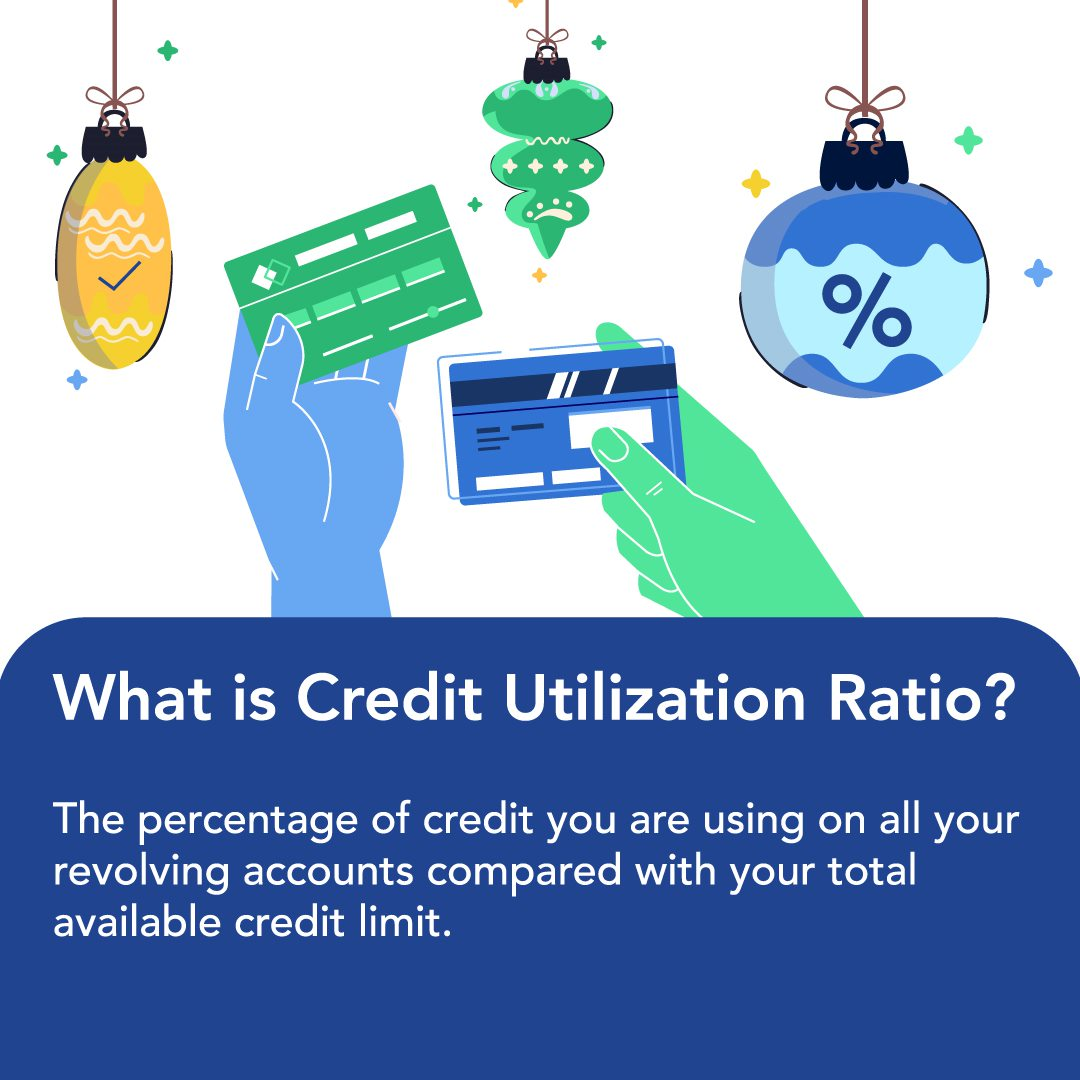 %
What is Credit Utilization Ratio?
The percentage of credit you are using on all your
revolving accounts compared with your total
available credit limit.